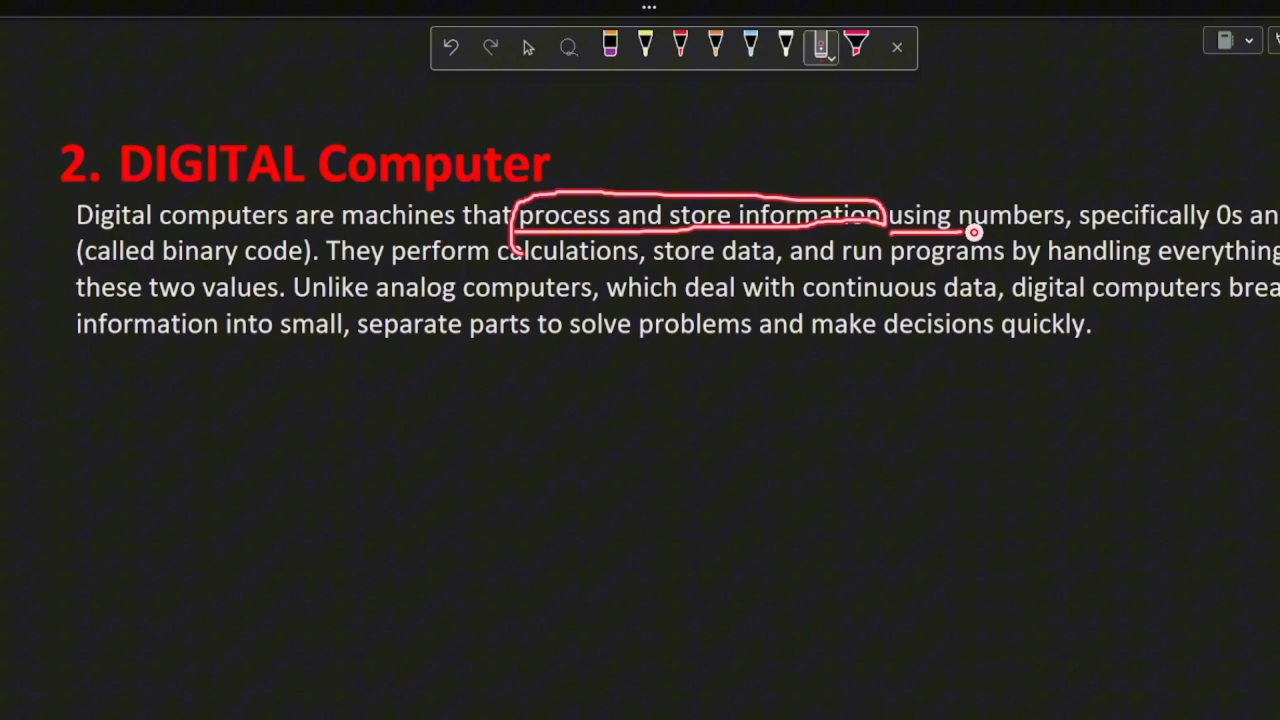 2. DIGITAL Computer
Digital computers are machines that process and store information using numbers, specifically 0s
(called binary code). They perform calculations, store data, and run programs by handling everything
these two values. Unlike analog computers, which deal with continuous data, digital computers
information into small, separate parts to solve problems and make decisions quickly.